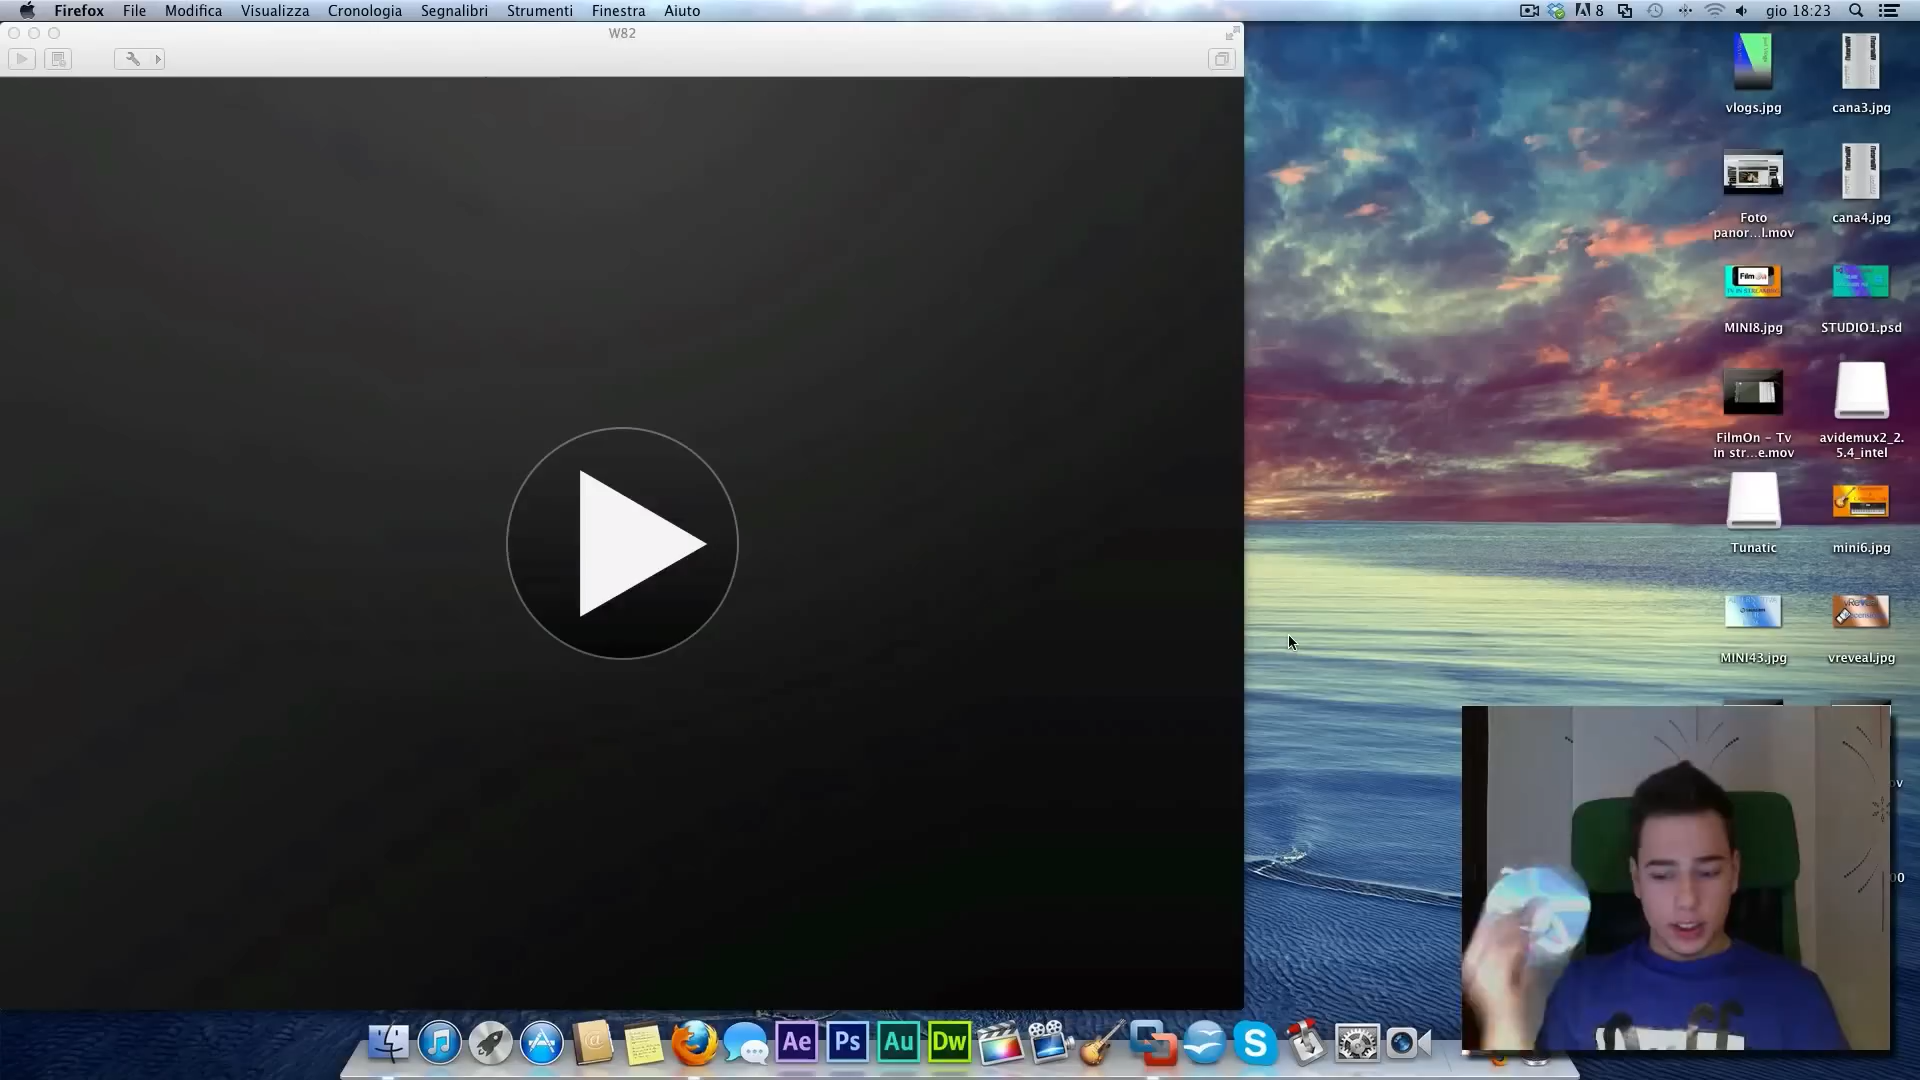 Firefox File Modifica Visualizza Cronologia Segnalibri Strumenti Finestra Aiuto
8 gio 18:23
W82
vlogs.jpg
cana3.jpg
Foto
panor...l.mov
cana4.jpg
MINI8.jpg
STUDIO1.psd
FilmOn - Tv
in str...e.mov
avidemux2_2.
5.4_intel
Tunatic
mini6.jpg
MINI43.jpg
vreveal.jpg
ov
00
Ae Ps Au Dw